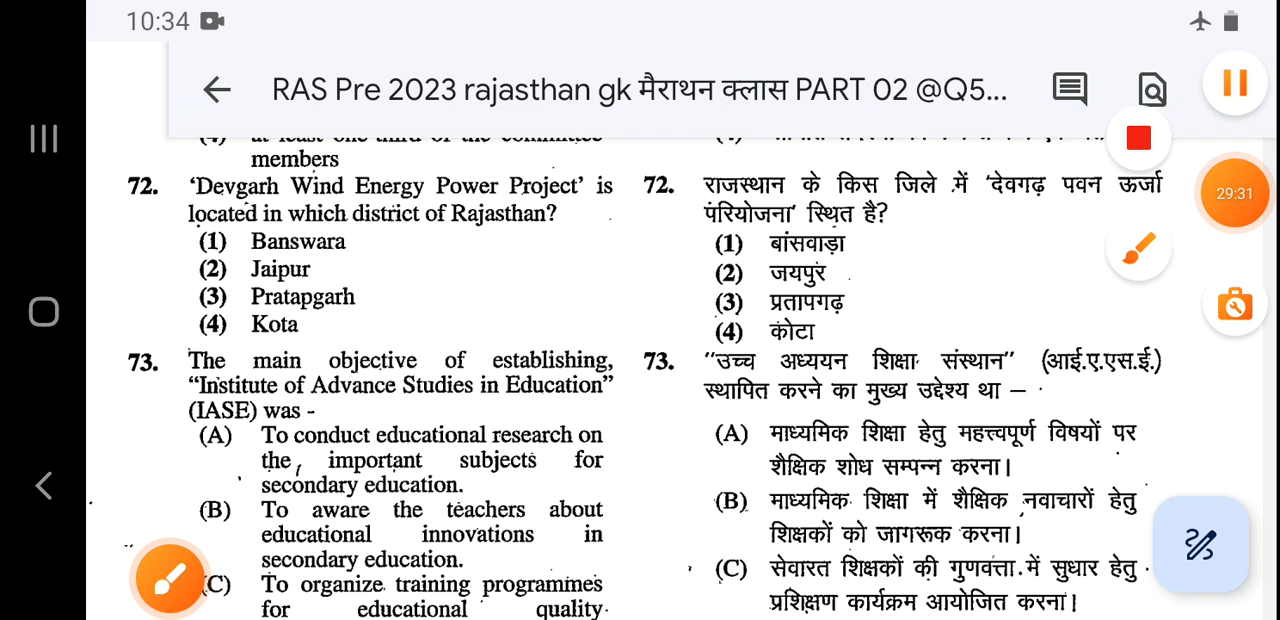 10:34
RAS Pre 2023 rajasthan gk मैराथन क्लास PART 02 @Q5...
29:31
members
72. ‘Devgarh Wind Energy Power Project’ is
located in which district of Rajasthan?
(1) Banswara
(2) Jaipur
(3) Pratapgarh
(4) Kota
73. The main objective of establishing,
“Institute of Advance Studies in Education”
(IASE) was -
(A) To conduct educational research on
the important subjects for
secondary education.
(B) To aware the teachers about
educational innovations in
secondary education.
(C) To organize training programmes
for educational quality
72. राजस्थान के किस जिले में ‘देवगढ़ पवन ऊर्जा
परियोजना’ स्थित है?
(1) बांसवाड़ा
(2) जयपुर
(3) प्रतापगढ़
(4) कोटा
73. “उच्च अध्ययन शिक्षा संस्थान” (आई.ए.एस.ई.)
स्थापित करने का मुख्य उद्देश्य था –
(A) माध्यमिक शिक्षा हेतु महत्त्वपूर्ण विषयों पर
शैक्षिक शोध सम्पन्न करना।
(B) माध्यमिक शिक्षा में शैक्षिक नवाचारों हेतु
शिक्षकों को जागरूक करना।
(C) सेवारत शिक्षकों की गुणवत्ता में सुधार हेतु
प्रशिक्षण कार्यक्रम आयोजित करना।